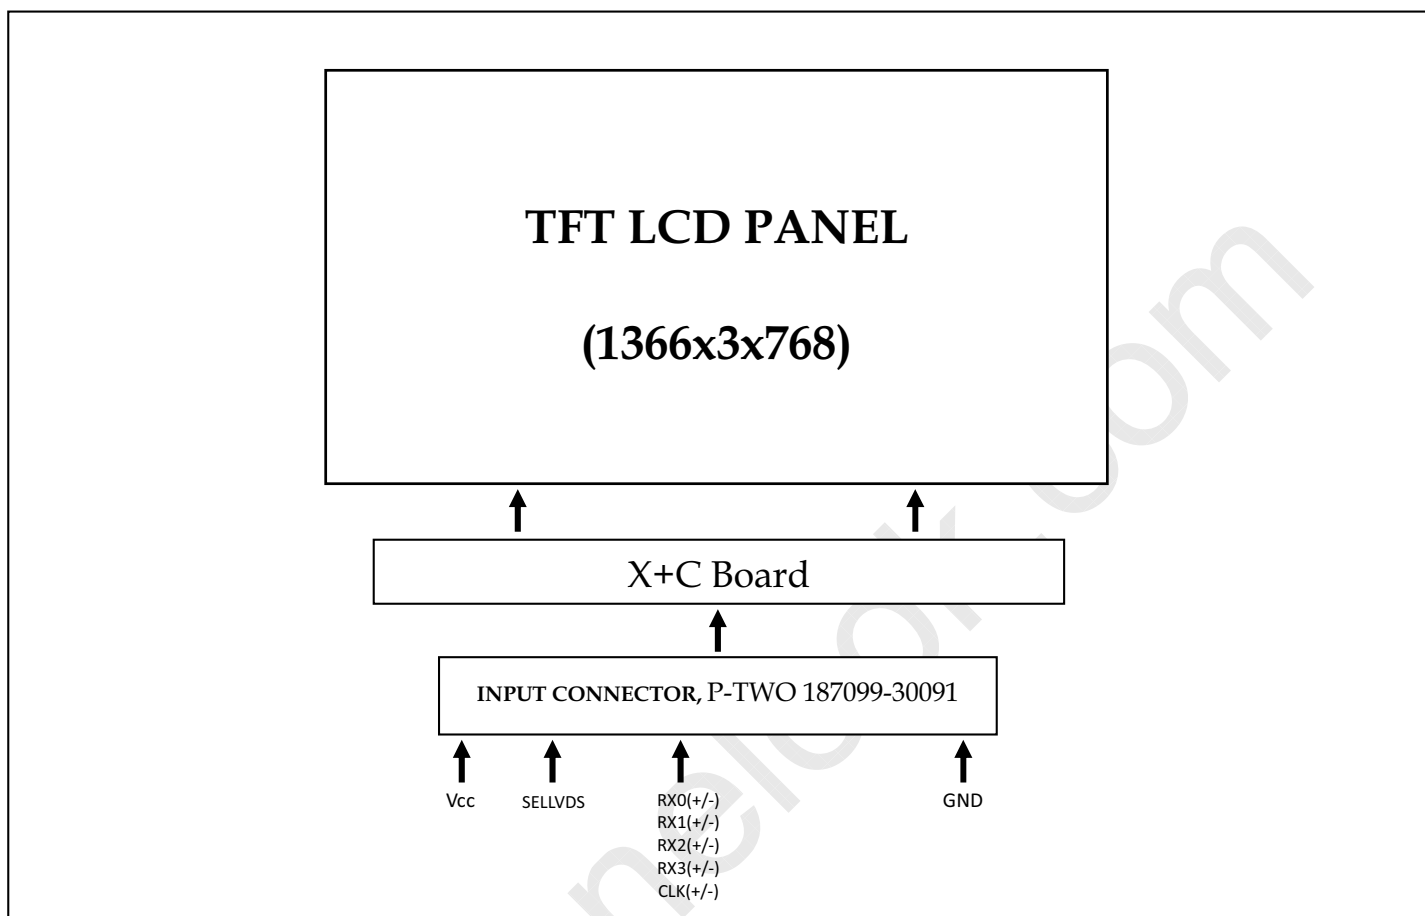 TFT LCD PANEL
(1366x3x768)
X+C Board
INPUT CONNECTOR, P-TWO 187099-30091
Vcc
SELLVDS
RX0(+/-)
RX1(+/-)
RX2(+/-)
RX3(+/-)
CLK(+/-)
GND